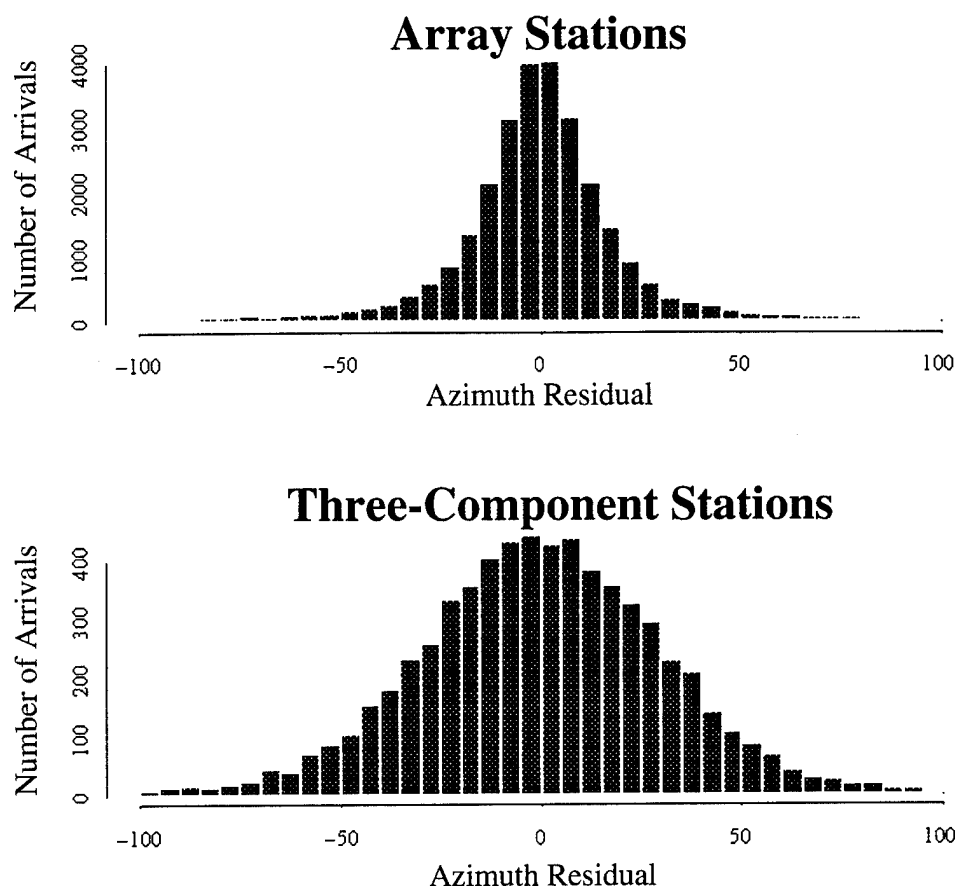 Array Stations
Number of Arrivals
4000
3000
2000
1000
0
-100 -50 0 50 100
Azimuth Residual
Three-Component Stations
Number of Arrivals
400
300
200
100
0
-100 -50 0 50 100
Azimuth Residual